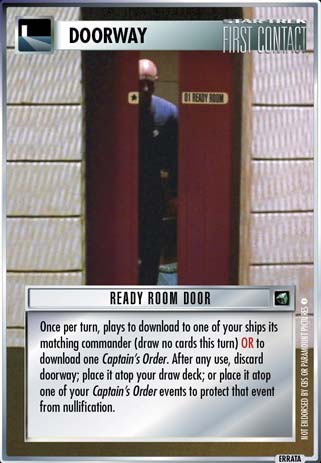 DOORWAY
STAR TREK
FIRST CONTACT
01 READY ROOM
READY ROOM DOOR
Once per turn, plays to download to one of your ships its
matching commander (draw no cards this turn) OR to
download one Captain's Order. After any use, discard
doorway; place it atop your draw deck; or place it atop
one of your Captain's Order events to protect that event
from nullification.
NOT ENDORSED BY CBS OR PARAMOUNT PICTURES
ERRATA